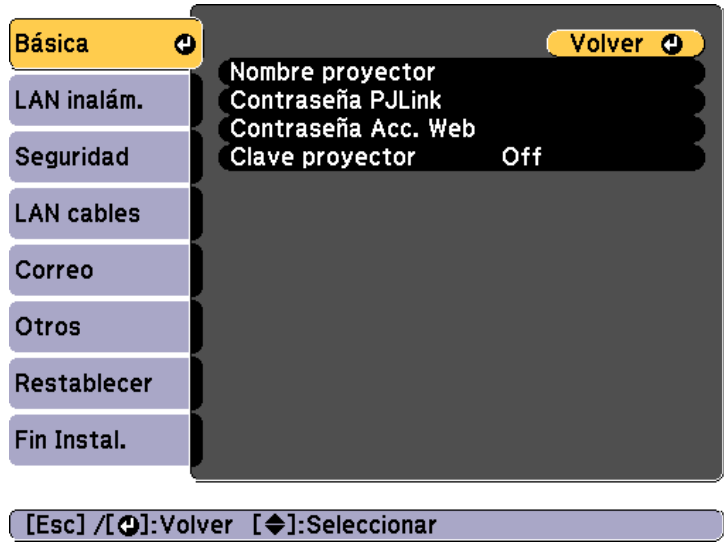 Básica
Volver
Nombre proyector
LAN inalám.
Contraseña PJLink
Contraseña Acc. Web
Seguridad
Clave proyector Off
LAN cables
Correo
Otros
Restablecer
Fin Instal.
[Esc] /[ ]:Volver [ ]:Seleccionar